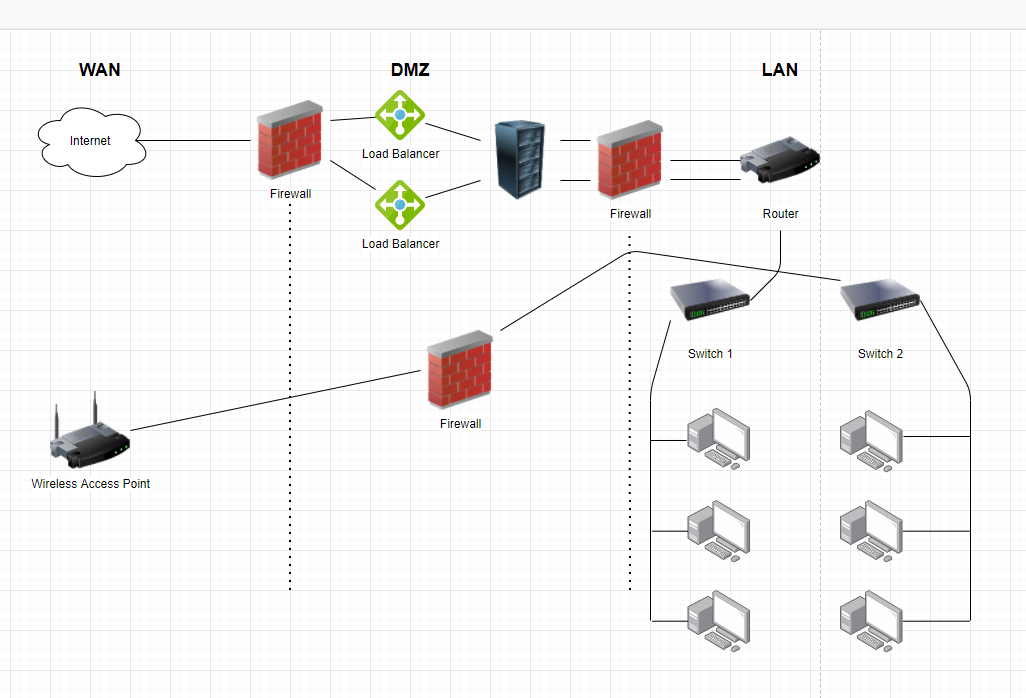 WAN
DMZ
LAN
Internet
Load Balancer
Firewall
Firewall
Router
Load Balancer
Switch 1
Switch 2
Firewall
Wireless Access Point